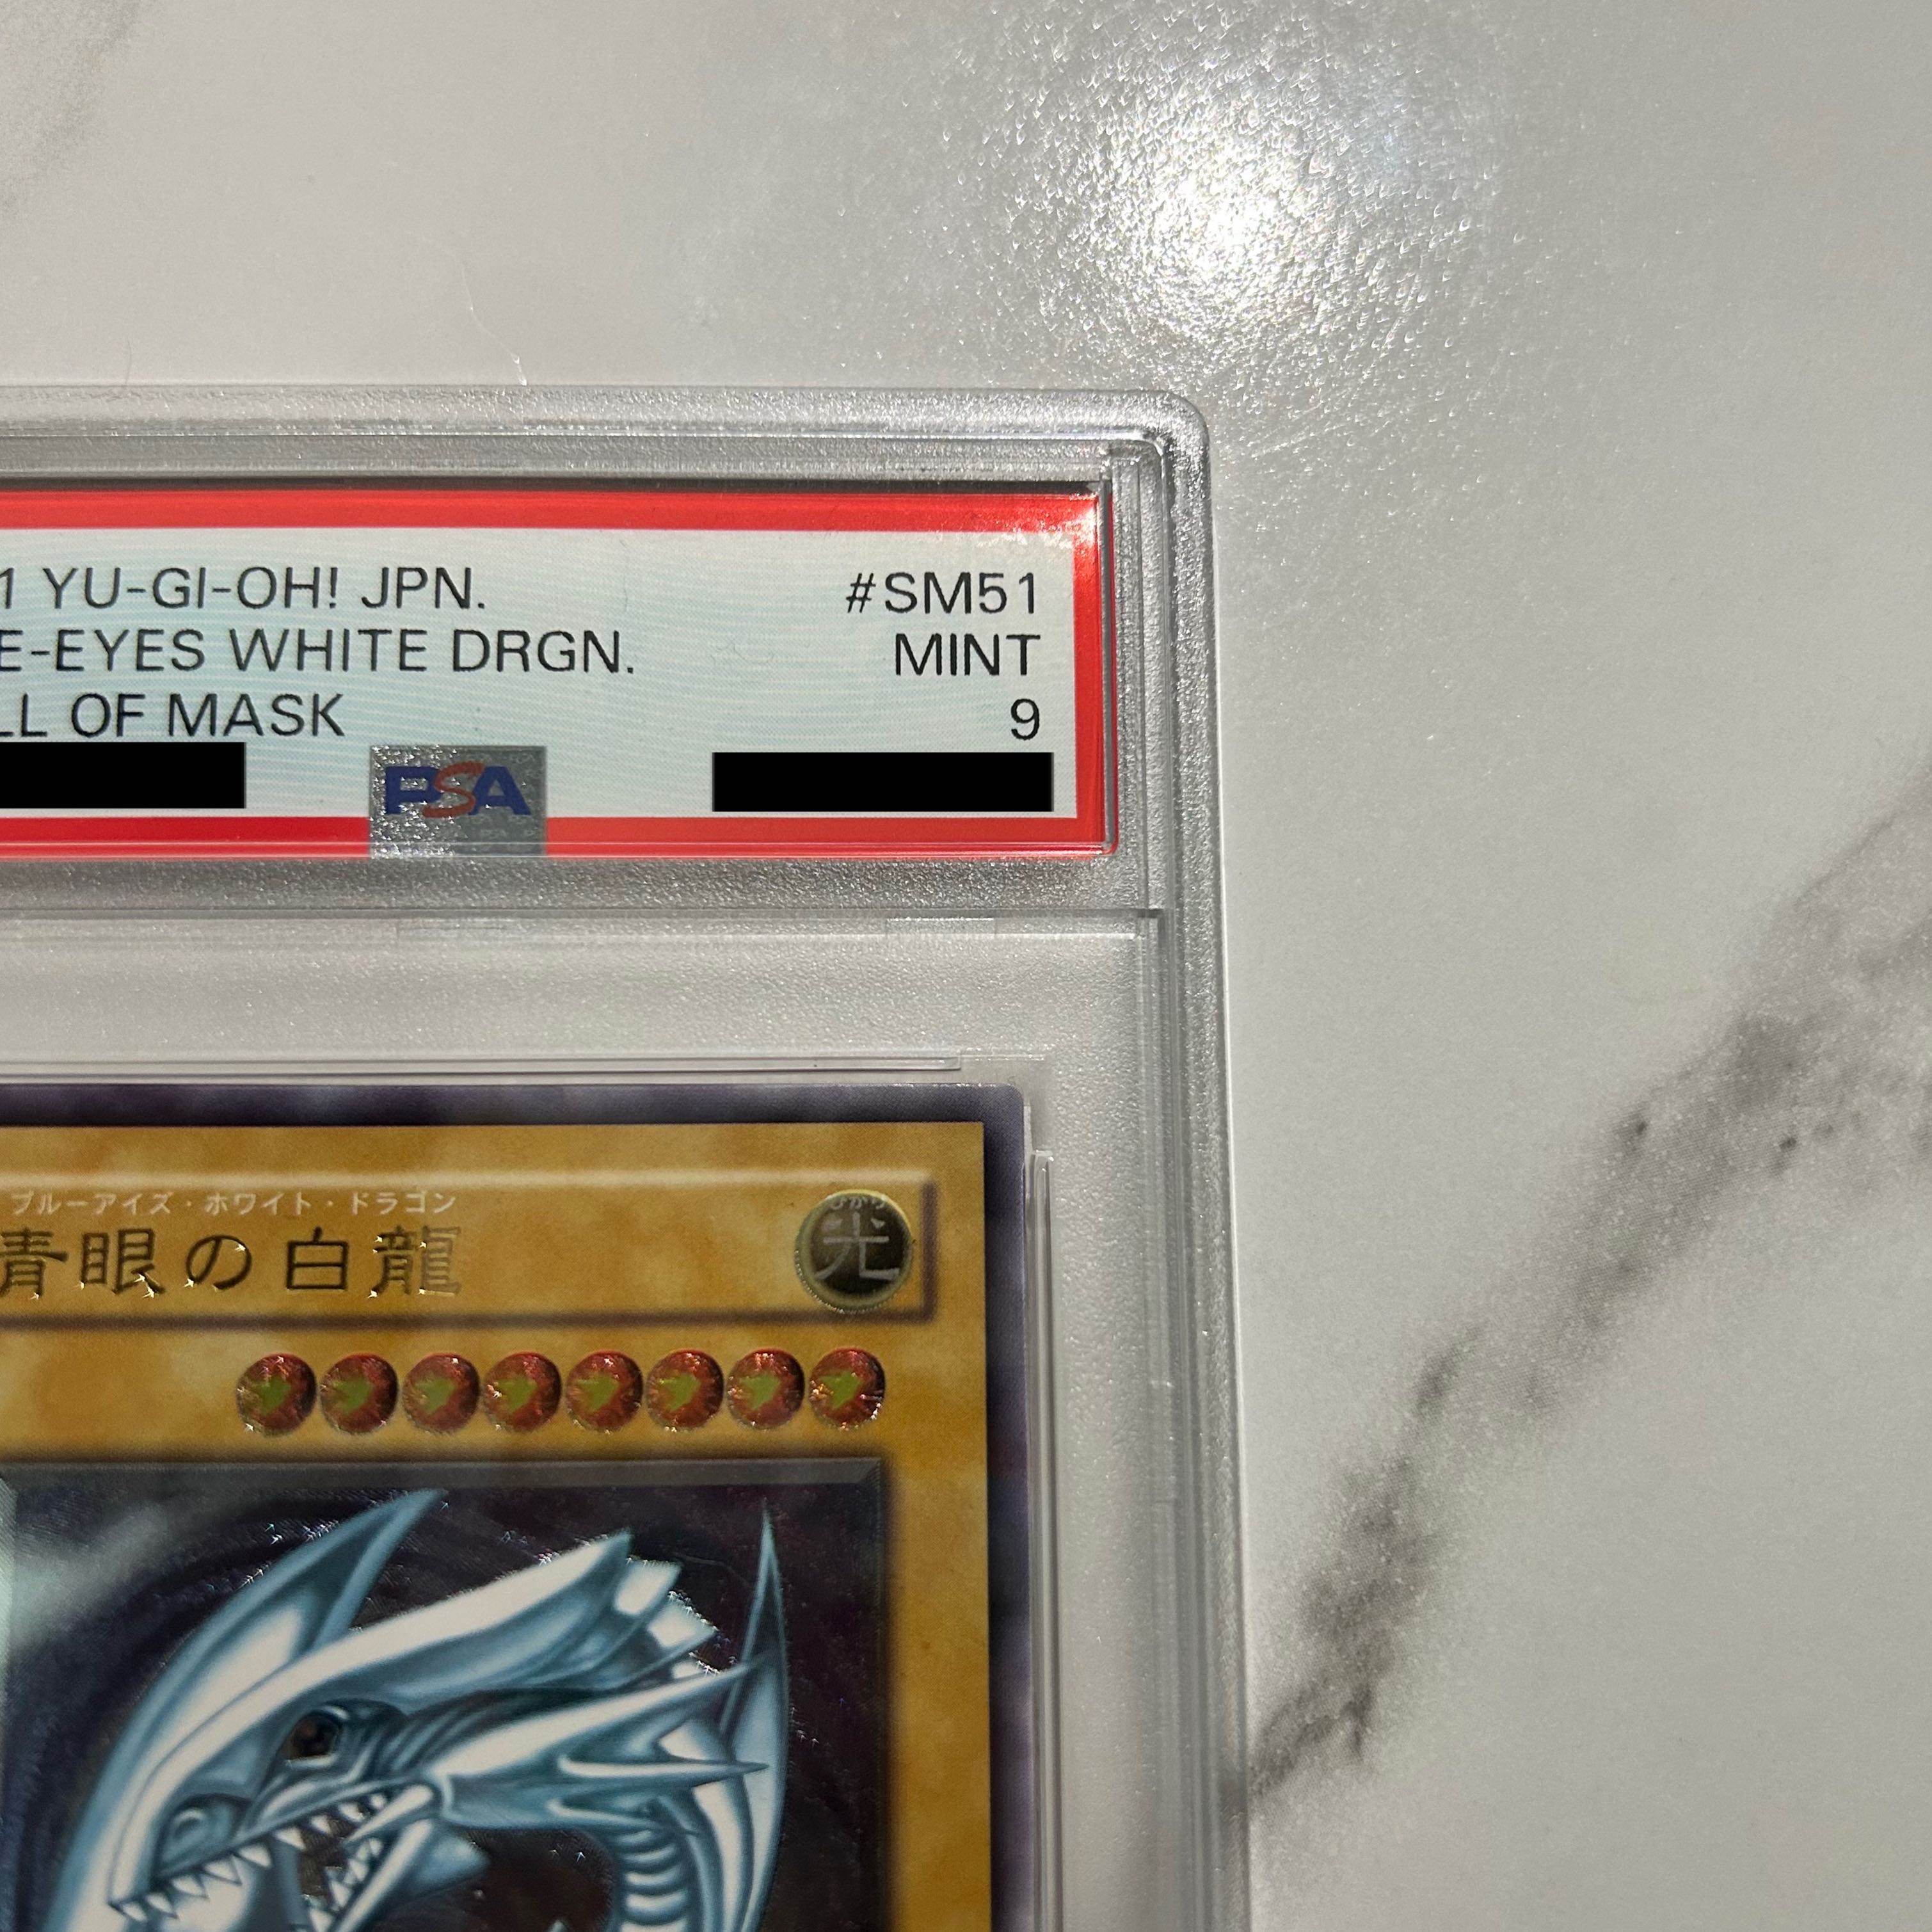 1 YU-GI-OH! JPN. #SM51
E-EYES WHITE DRGN. MINT
LL OF MASK 9
PSA
ブルーアイズ・ホワイト・ドラゴン
青眼の白龍
ひかり
光